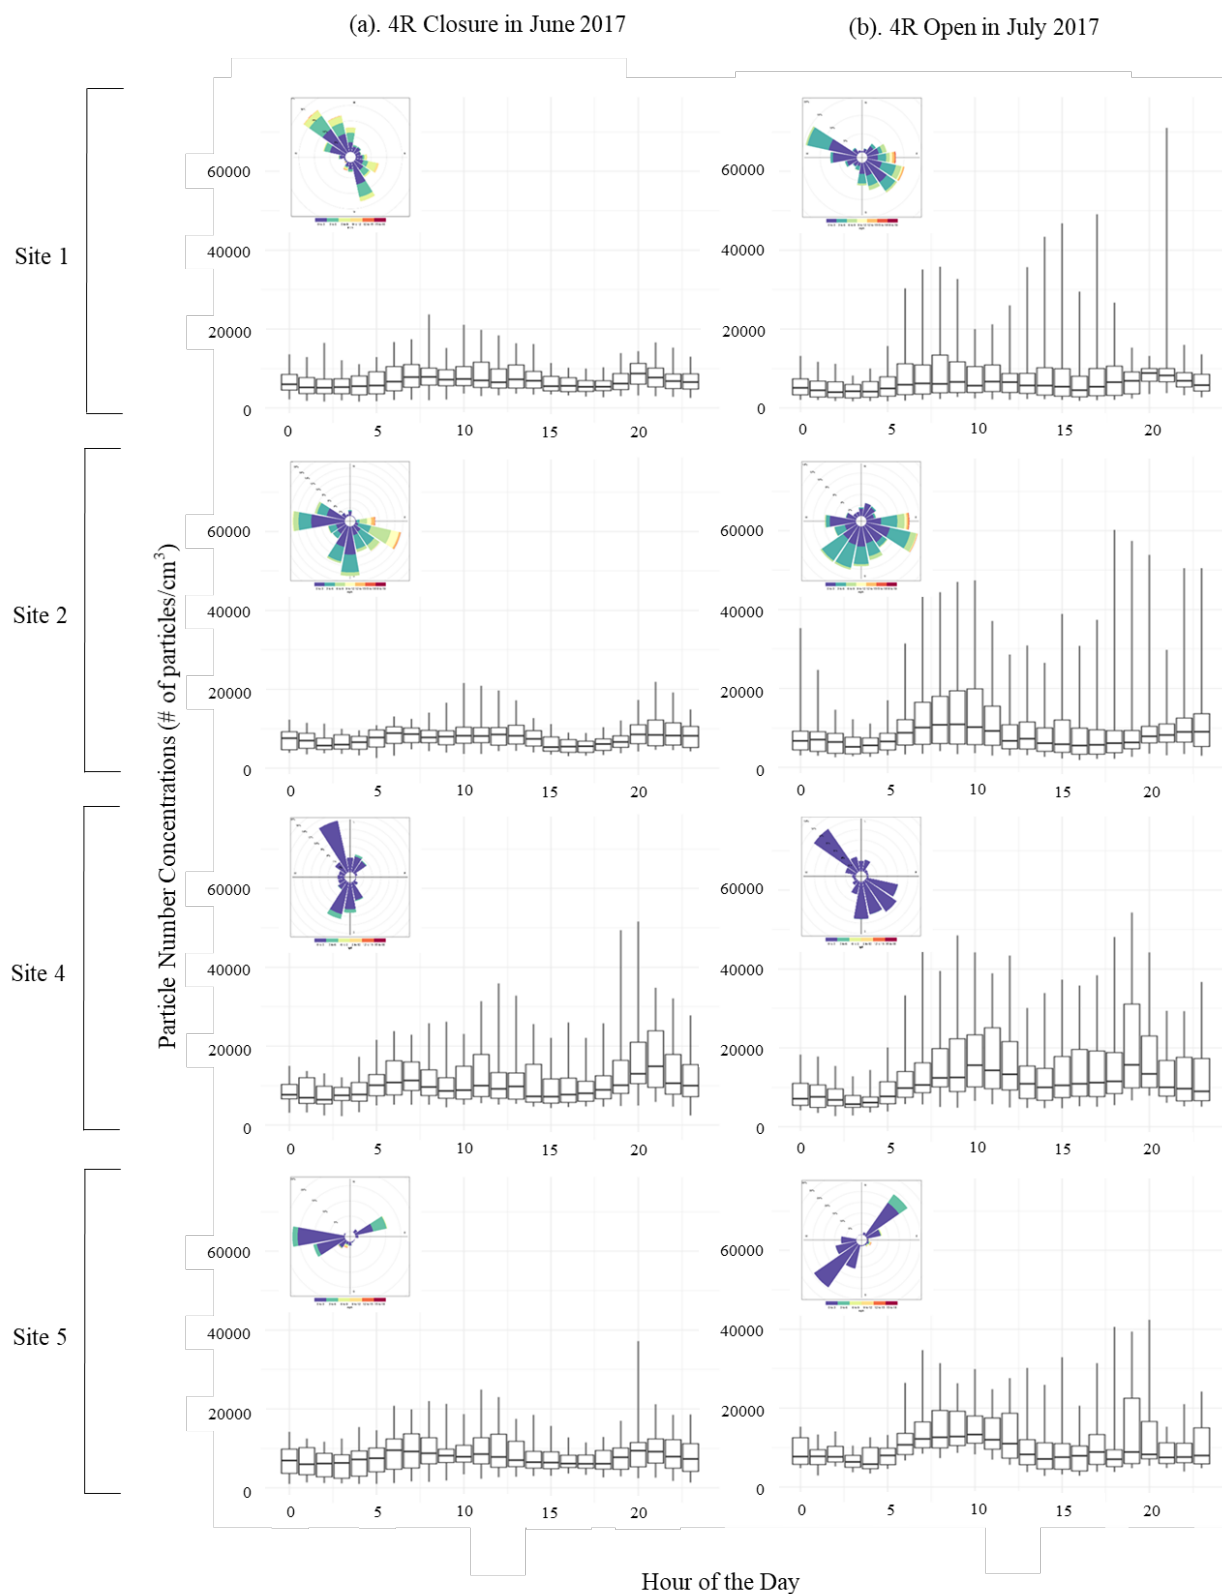 (a). 4R Closure in June 2017
(b). 4R Open in July 2017
Site 1
60000
40000
20000
0
0 5 10 15 20
60000
40000
20000
0
0 5 10 15 20
Site 2
60000
40000
20000
0
0 5 10 15 20
60000
40000
20000
0
0 5 10 15 20
Particle Number Concentrations (# of particles/cm³)
Site 4
60000
40000
20000
0
0 5 10 15 20
60000
40000
20000
0
0 5 10 15 20
Site 5
60000
40000
20000
0
0 5 10 15 20
60000
40000
20000
0
0 5 10 15 20
Hour of the Day